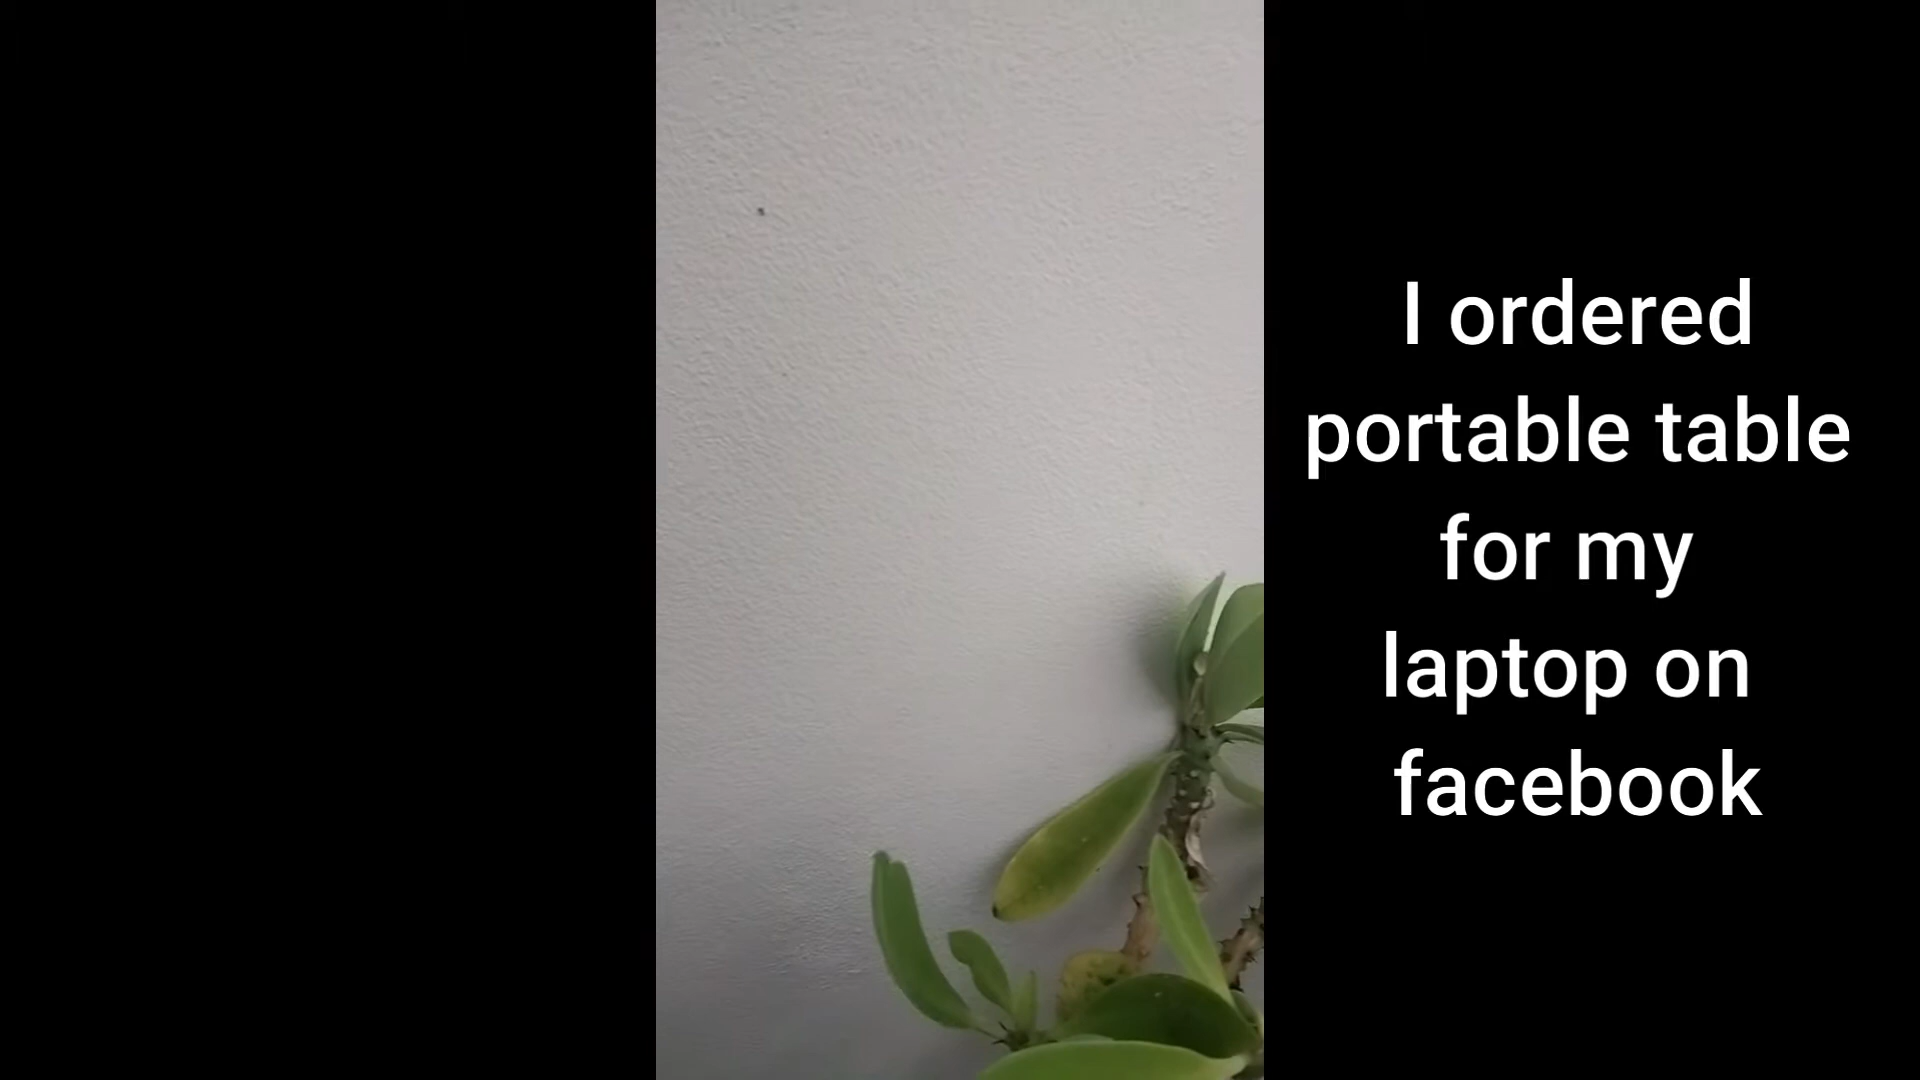 I ordered
portable table
for my
laptop on
facebook